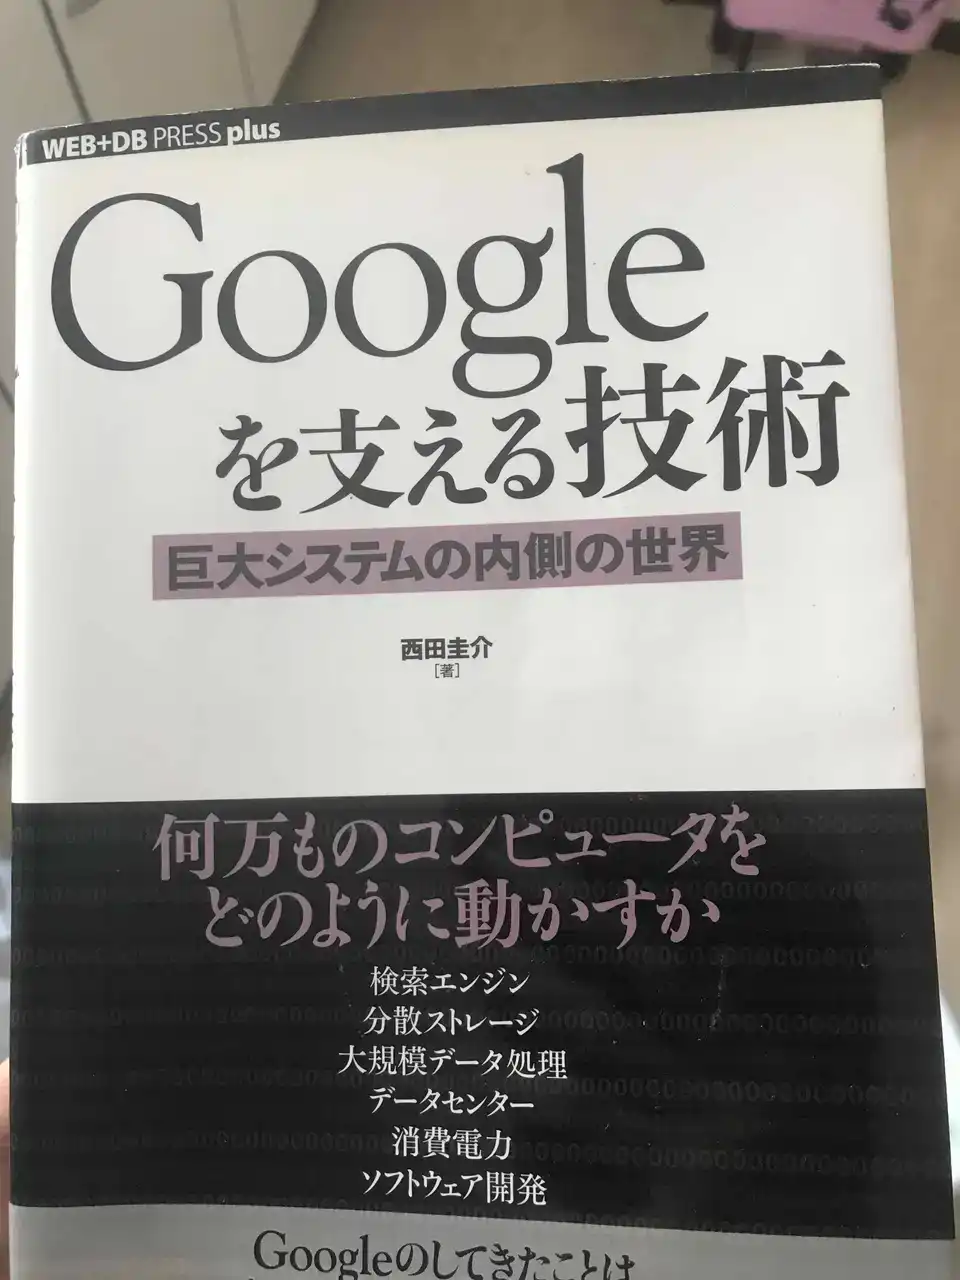 WEB+DB PRESS plus
Google
を支える技術
巨大システムの内側の世界
西田圭介
[著]
何万ものコンピュータを
どのように動かすか
検索エンジン
分散ストレージ
大規模データ処理
データセンター
消費電力
ソフトウェア開発
Googleのしてきたことは